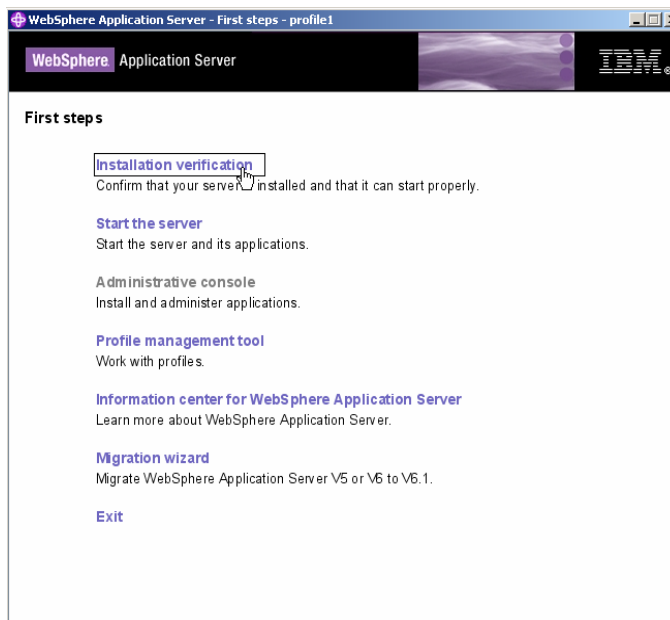 WebSphere Application Server - First steps - profile1
WebSphere. Application Server
IBM®
First steps
Installation verification
Confirm that your server installed and that it can start properly.
Start the server
Start the server and its applications.
Administrative console
Install and administer applications.
Profile management tool
Work with profiles.
Information center for WebSphere Application Server
Learn more about WebSphere Application Server.
Migration wizard
Migrate WebSphere Application Server V5 or V6 to V6.1.
Exit